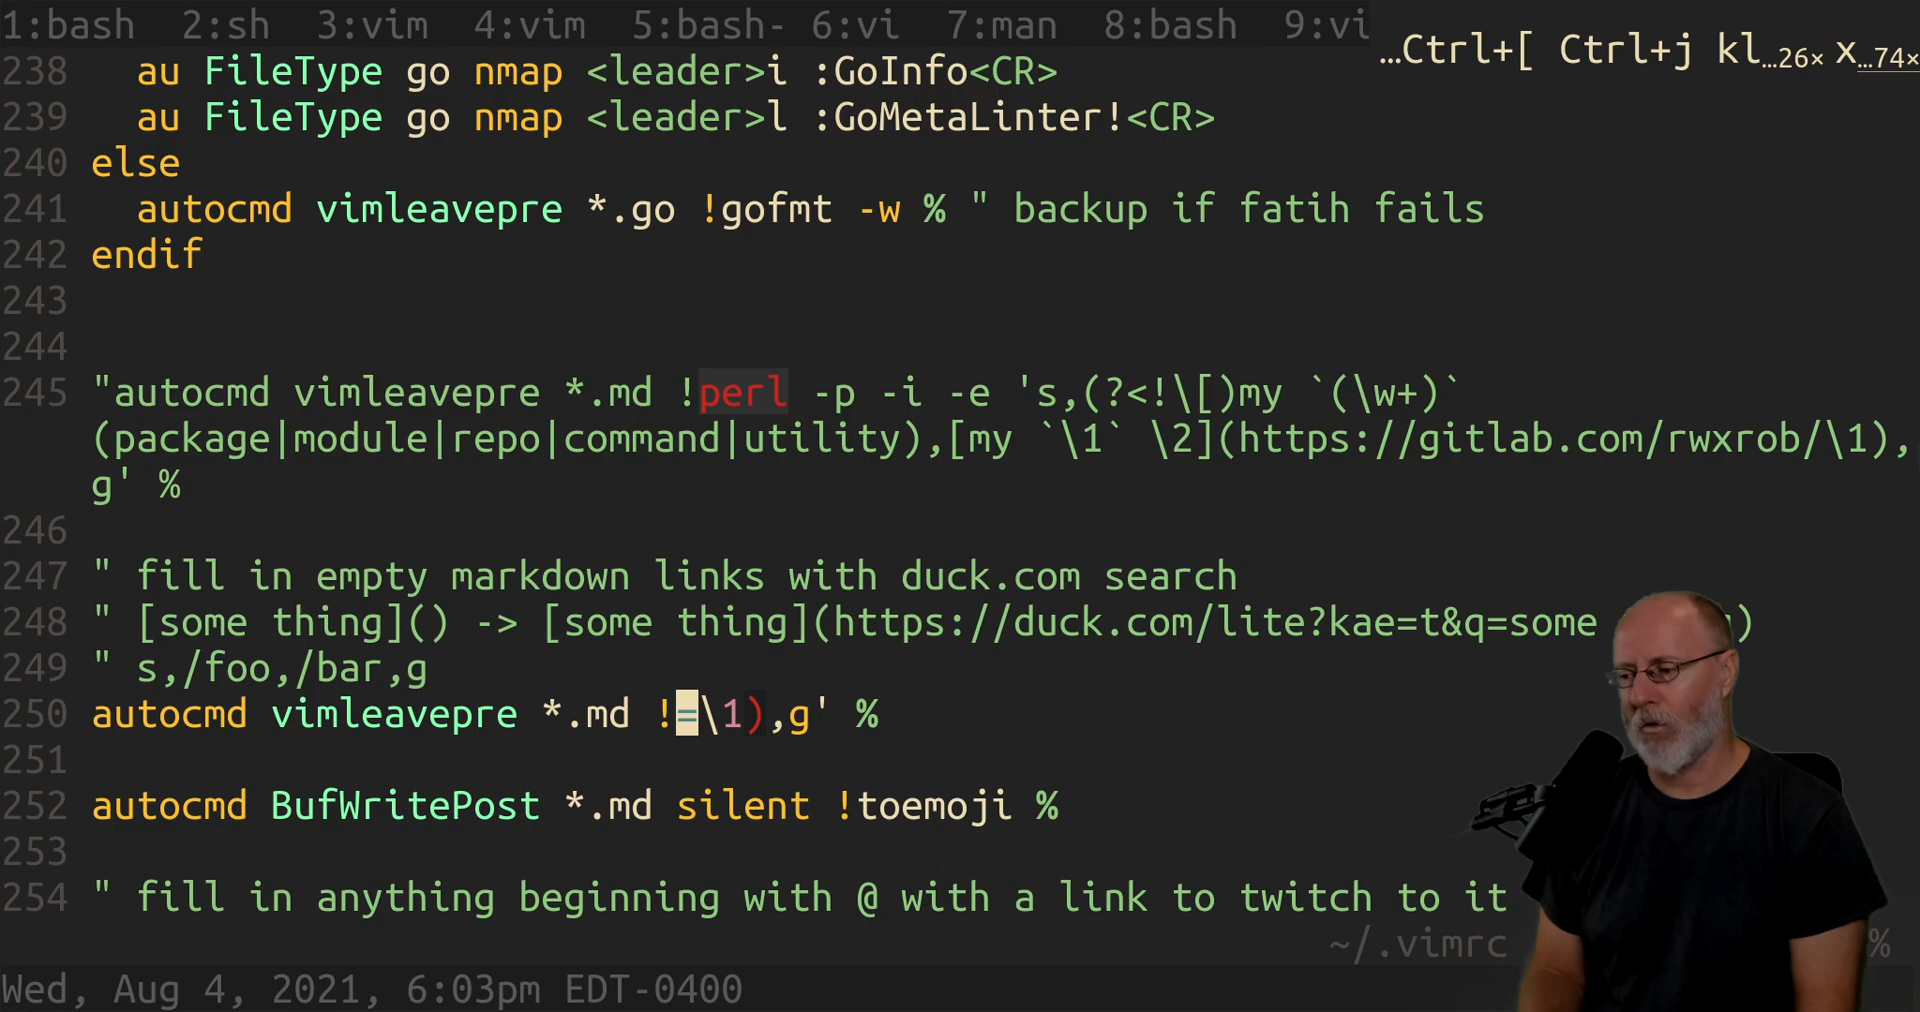 1:bash 2:sh 3:vim 4:vim 5:bash- 6:vi 7:man 8:bash 9:vi
…Ctrl+[ Ctrl+j kl…26× x…74×
238 au FileType go nmap <leader>i :GoInfo<CR>
239 au FileType go nmap <leader>l :GoMetaLinter!<CR>
240 else
241 autocmd vimleavepre *.go !gofmt -w % " backup if fatih fails
242 endif
243
244
245 "autocmd vimleavepre *.md !perl -p -i -e 's,(?<!\[)my `(\w+)`
(package|module|repo|command|utility),[my `\1` \2](https://gitlab.com/rwxrob/\1),
g' %
246
247 " fill in empty markdown links with duck.com search
248 " [some thing]() -> [some thing](https://duck.com/lite?kae=t&q=some )
249 " s,/foo,/bar,g
250 autocmd vimleavepre *.md !=\1),g' %
251
252 autocmd BufWritePost *.md silent !toemoji %
253
254 " fill in anything beginning with @ with a link to twitch to it
~/.vimrc %
Wed, Aug 4, 2021, 6:03pm EDT-0400